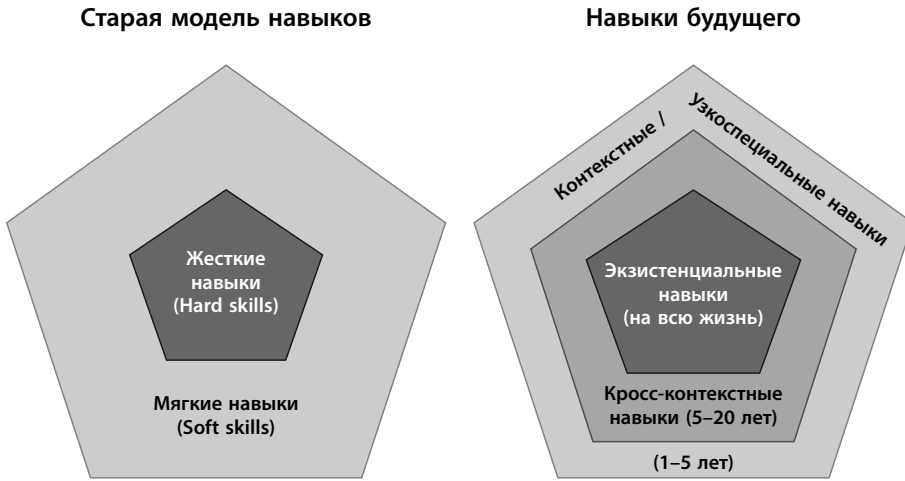 Старая модель навыков
Жесткие
навыки
(Hard skills)
Мягкие навыки
(Soft skills)
Навыки будущего
Контекстные /
Узкоспециальные навыки
Экзистенциальные
навыки
(на всю жизнь)
Кросс-контекстные
навыки (5–20 лет)
(1–5 лет)